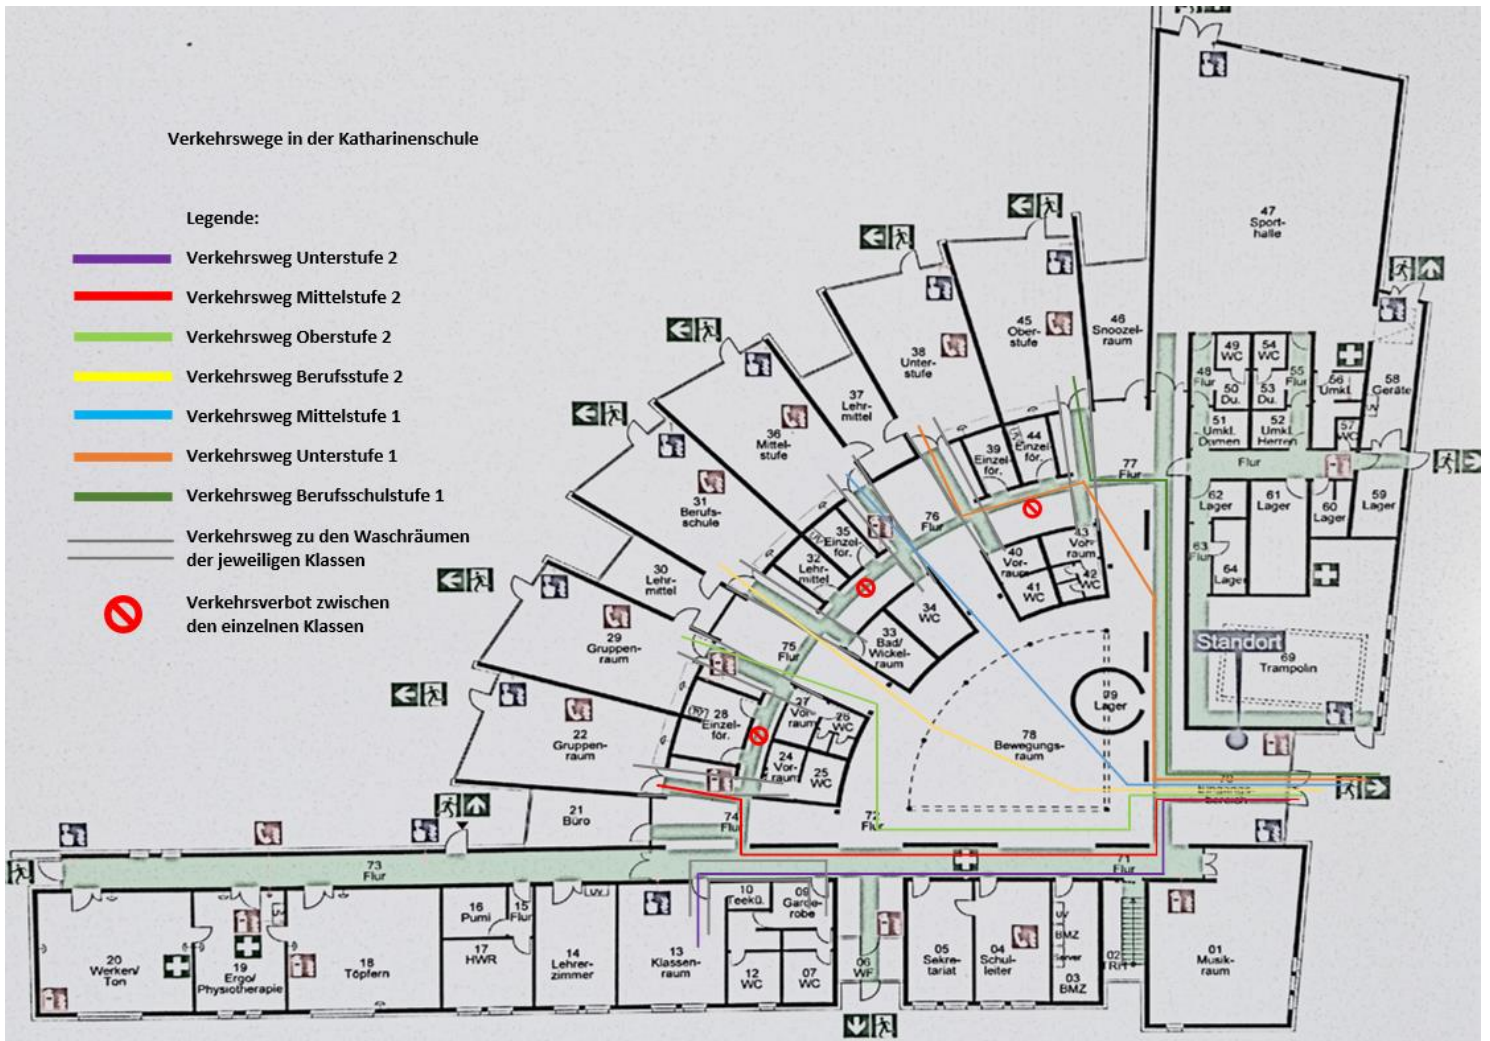 Verkehrswege in der Katharinenschule
Legende:
Verkehrsweg Unterstufe 2
Verkehrsweg Mittelstufe 2
Verkehrsweg Oberstufe 2
Verkehrsweg Berufsstufe 2
Verkehrsweg Mittelstufe 1
Verkehrsweg Unterstufe 1
Verkehrsweg Berufsschulstufe 1
Verkehrsweg zu den Waschräumen
der jeweiligen Klassen
Verkehrsverbot zwischen
den einzelnen Klassen
47
Sport-
halle
46
Snoozel-
raum
45
Ober-
stufe
38
Unter-
stufe
37
Lehr-
mittel
36
Mittel-
stufe
31
Berufs-
schule
30
Lehr-
mittel
29
Gruppen-
raum
22
Gruppen-
raum
21
Büro
28
Einzel-
för.
32
Lehr-
mittel
35
Einzel-
för.
39
Einzel-
för.
44
Einzel-
för.
77
Flur
76
Flur
75
Flur
74
Flur
73
Flur
72
Flur
71
Flur
43
Vor-
raum
40
Vor-
raum
41
WC
42
WC
34
WC
33
Bad/
Wickel-
raum
27
Vor-
raum
26
WC
24
Vor-
raum
25
WC
78
Bewegungs-
raum
79
Lager
48
Flur
49
WC
54
WC
55
Flur
50
Du.
53
Du.
56
Umkl.
58
Geräte
51
Umkl.
Damen
52
Umkl.
Herren
57
WC
Flur
62
Lager
61
Lager
60
Lager
59
Lager
63
Flur
64
Lager
Standort
69
Trampolin
70
Eingangs-
bereich
20
Werken/
Ton
19
Ergo/
Physiotherapie
18
Töpfern
16
Pumi
15
Flur
17
HWR
14
Lehrer-
zimmer
13
Klassen-
raum
10
Teekü.
09
Garde-
robe
12
WC
07
WC
06
WF
05
Sekre-
tariat
04
Schul-
leiter
UV
BMZ
Server
03
BMZ
02
TRH
01
Musik-
raum